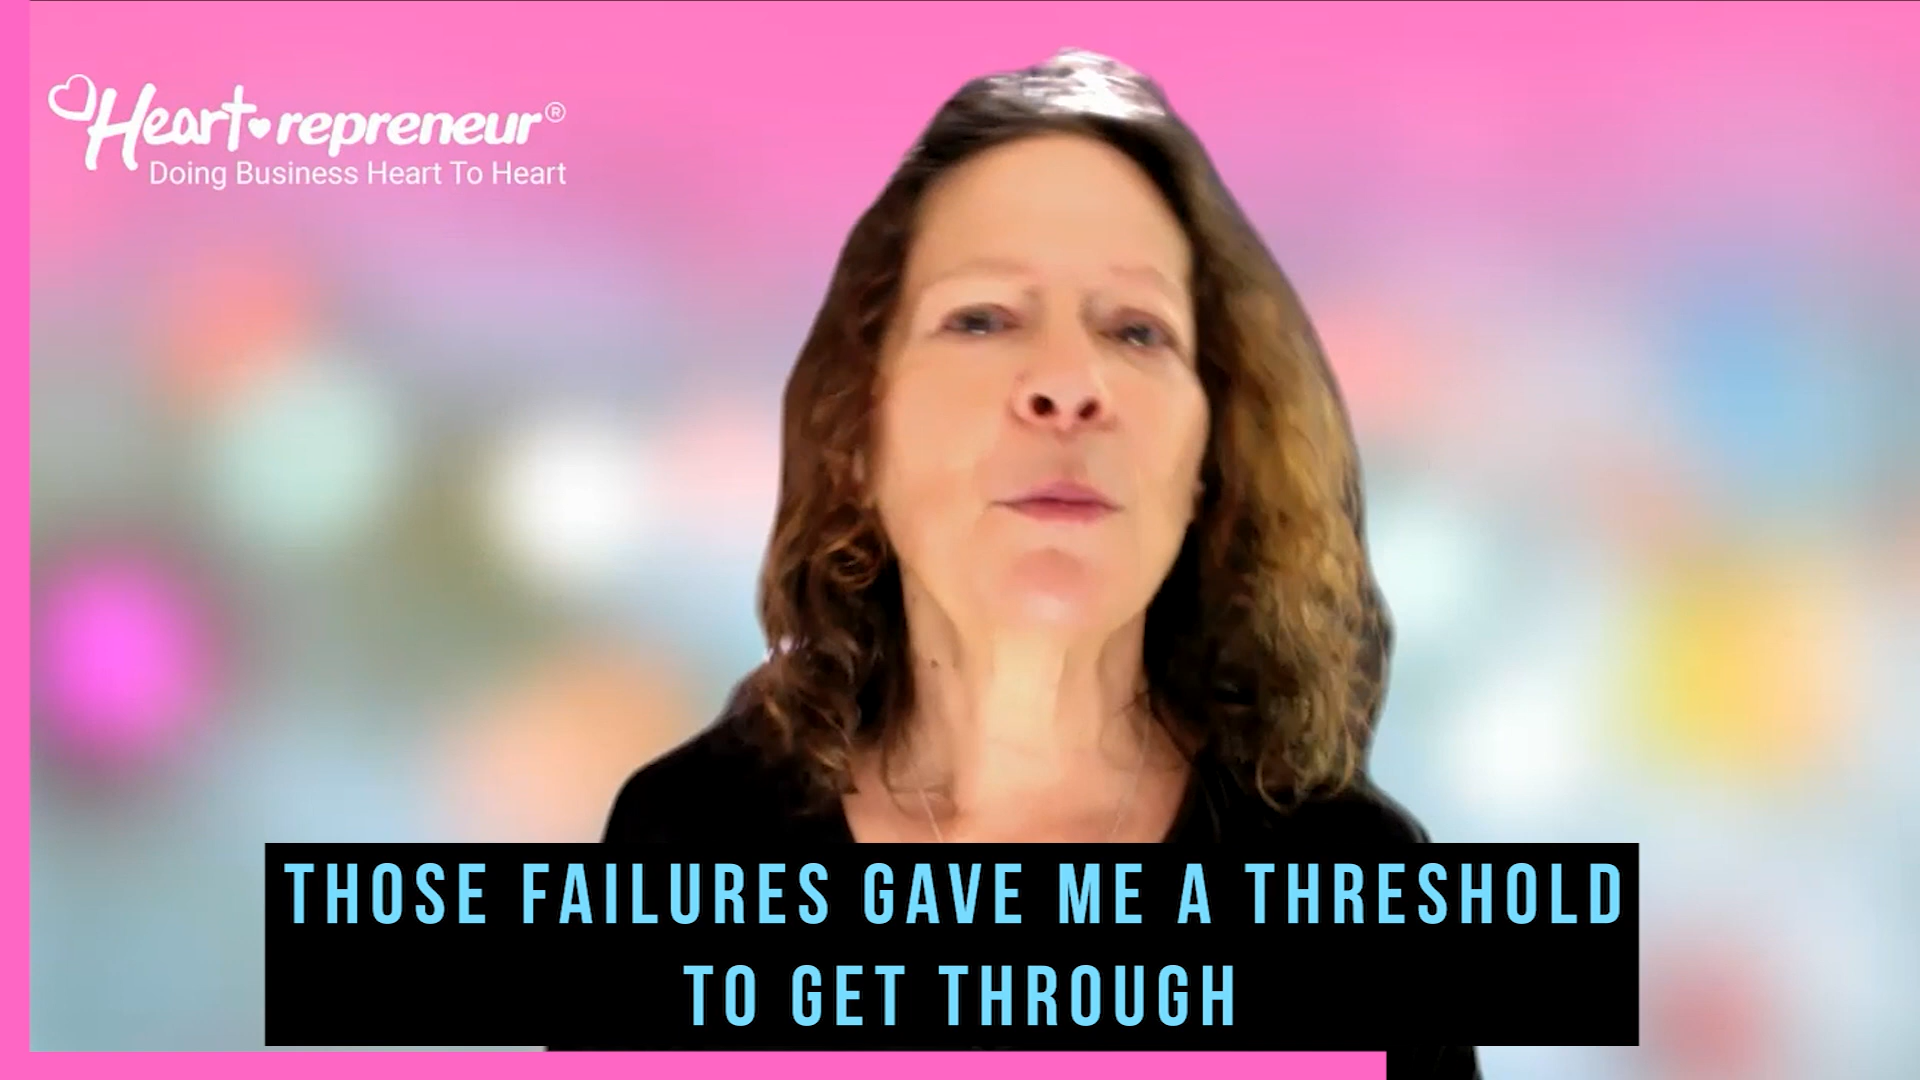 Heart repreneur®
Doing Business Heart To Heart
THOSE FAILURES GAVE ME A THRESHOLD
TO GET THROUGH